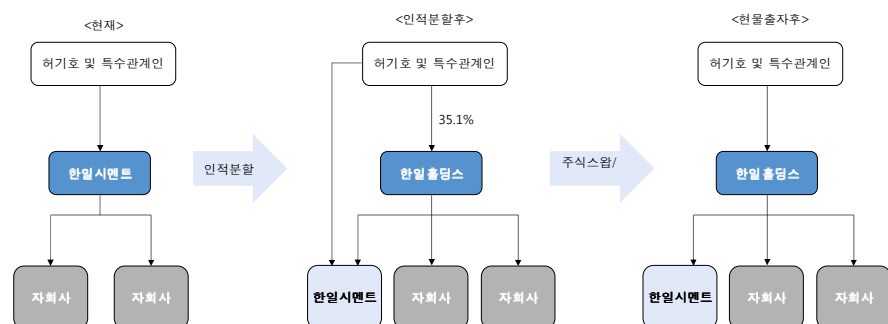 <현재>
<인적분할후>
<현물출자후>
허기호 및 특수관계인
허기호 및 특수관계인
허기호 및 특수관계인
35.1%
한일시멘트
인적분할
한일홀딩스
주식스왑/
한일홀딩스
자회사
자회사
한일시멘트
자회사
자회사
한일시멘트
자회사
자회사